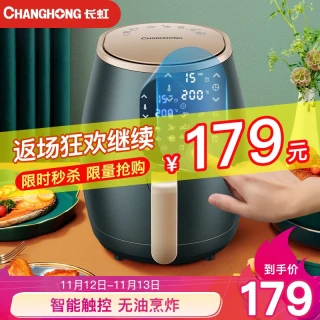 CHANGHONG 长虹
CHANGHONG
15
200
15
200
返场狂欢继续
限时秒杀 限量抢购
¥179元
11月12日-11月13日
智能触控 无油烹炸
到手价
179